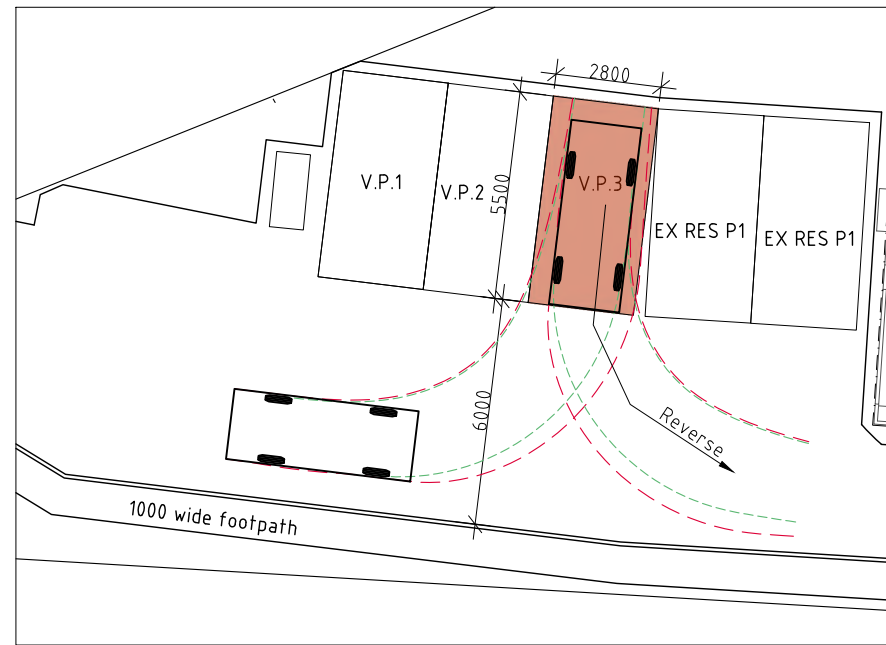 2800
V.P.1
V.P.2
5500
V.P.3
EX RES P1
EX RES P1
6000
Reverse
1000 wide footpath